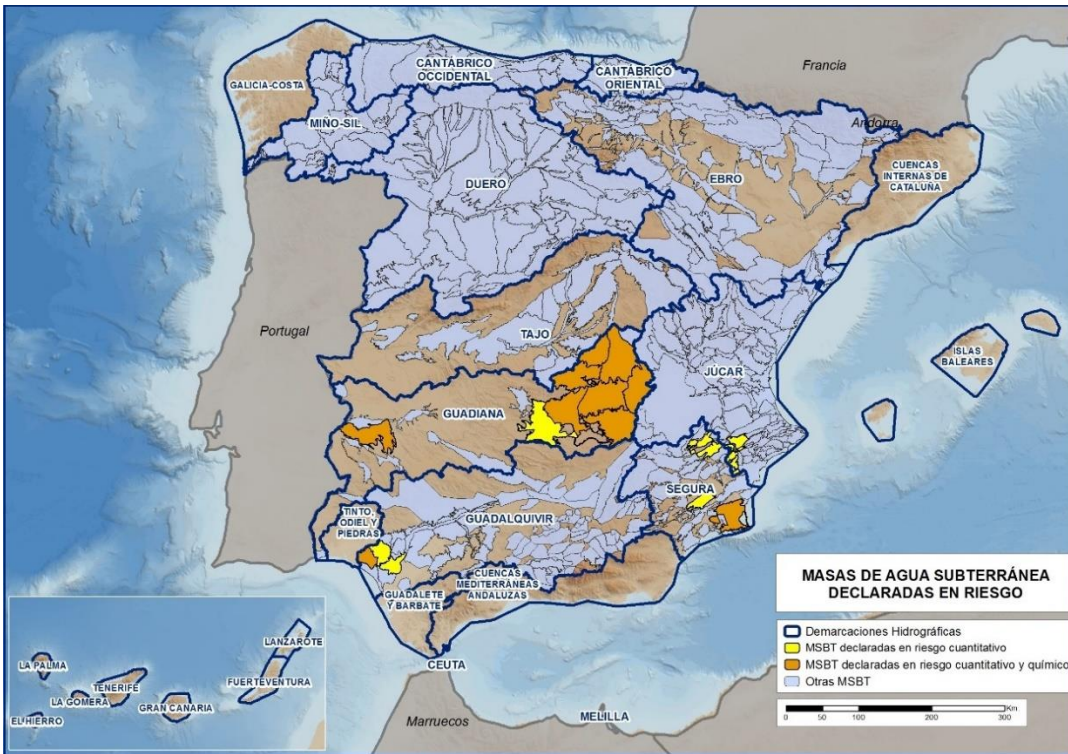 Francia
CANTÁBRICO
OCCIDENTAL
CANTÁBRICO
ORIENTAL
GALICIA-COSTA
MIÑO-SIL
Andorra
CUENCAS
INTERNAS DE
CATALUÑA
EBRO
DUERO
Portugal
TAJO
ISLAS
BALEARES
JÚCAR
GUADIANA
SEGURA
TINTO,
ODIEL Y
PIEDRAS
GUADALQUIVIR
CUENCAS
MEDITERRÁNEAS
ANDALUZAS
GUADALETE
Y BARBATE
CEUTA
Marruecos
MELILLA
LANZAROTE
LA PALMA
TENERIFE
FUERTEVENTURA
LA GOMERA
GRAN CANARIA
EL HIERRO
MASAS DE AGUA SUBTERRÁNEA
DECLARADAS EN RIESGO
Demarcaciones Hidrográficas
MSBT declaradas en riesgo cuantitativo
MSBT declaradas en riesgo cuantitativo y químico
Otras MSBT
Km
0 50 100 200 300